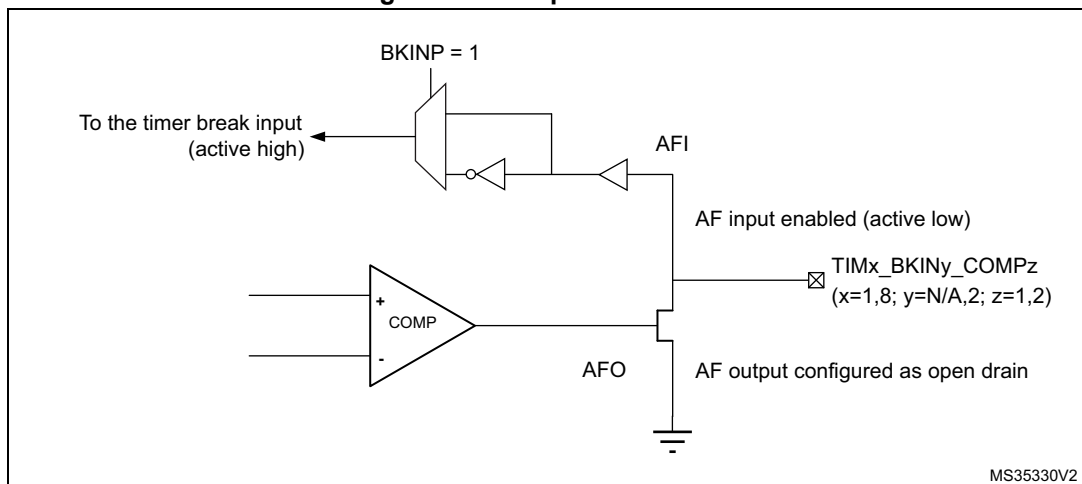 BKINP = 1
To the timer break input
(active high)
AFI
AF input enabled (active low)
TIMx_BKINy_COMPz
(x=1,8; y=N/A,2; z=1,2)
+
COMP
-
AFO
AF output configured as open drain
MS35330V2